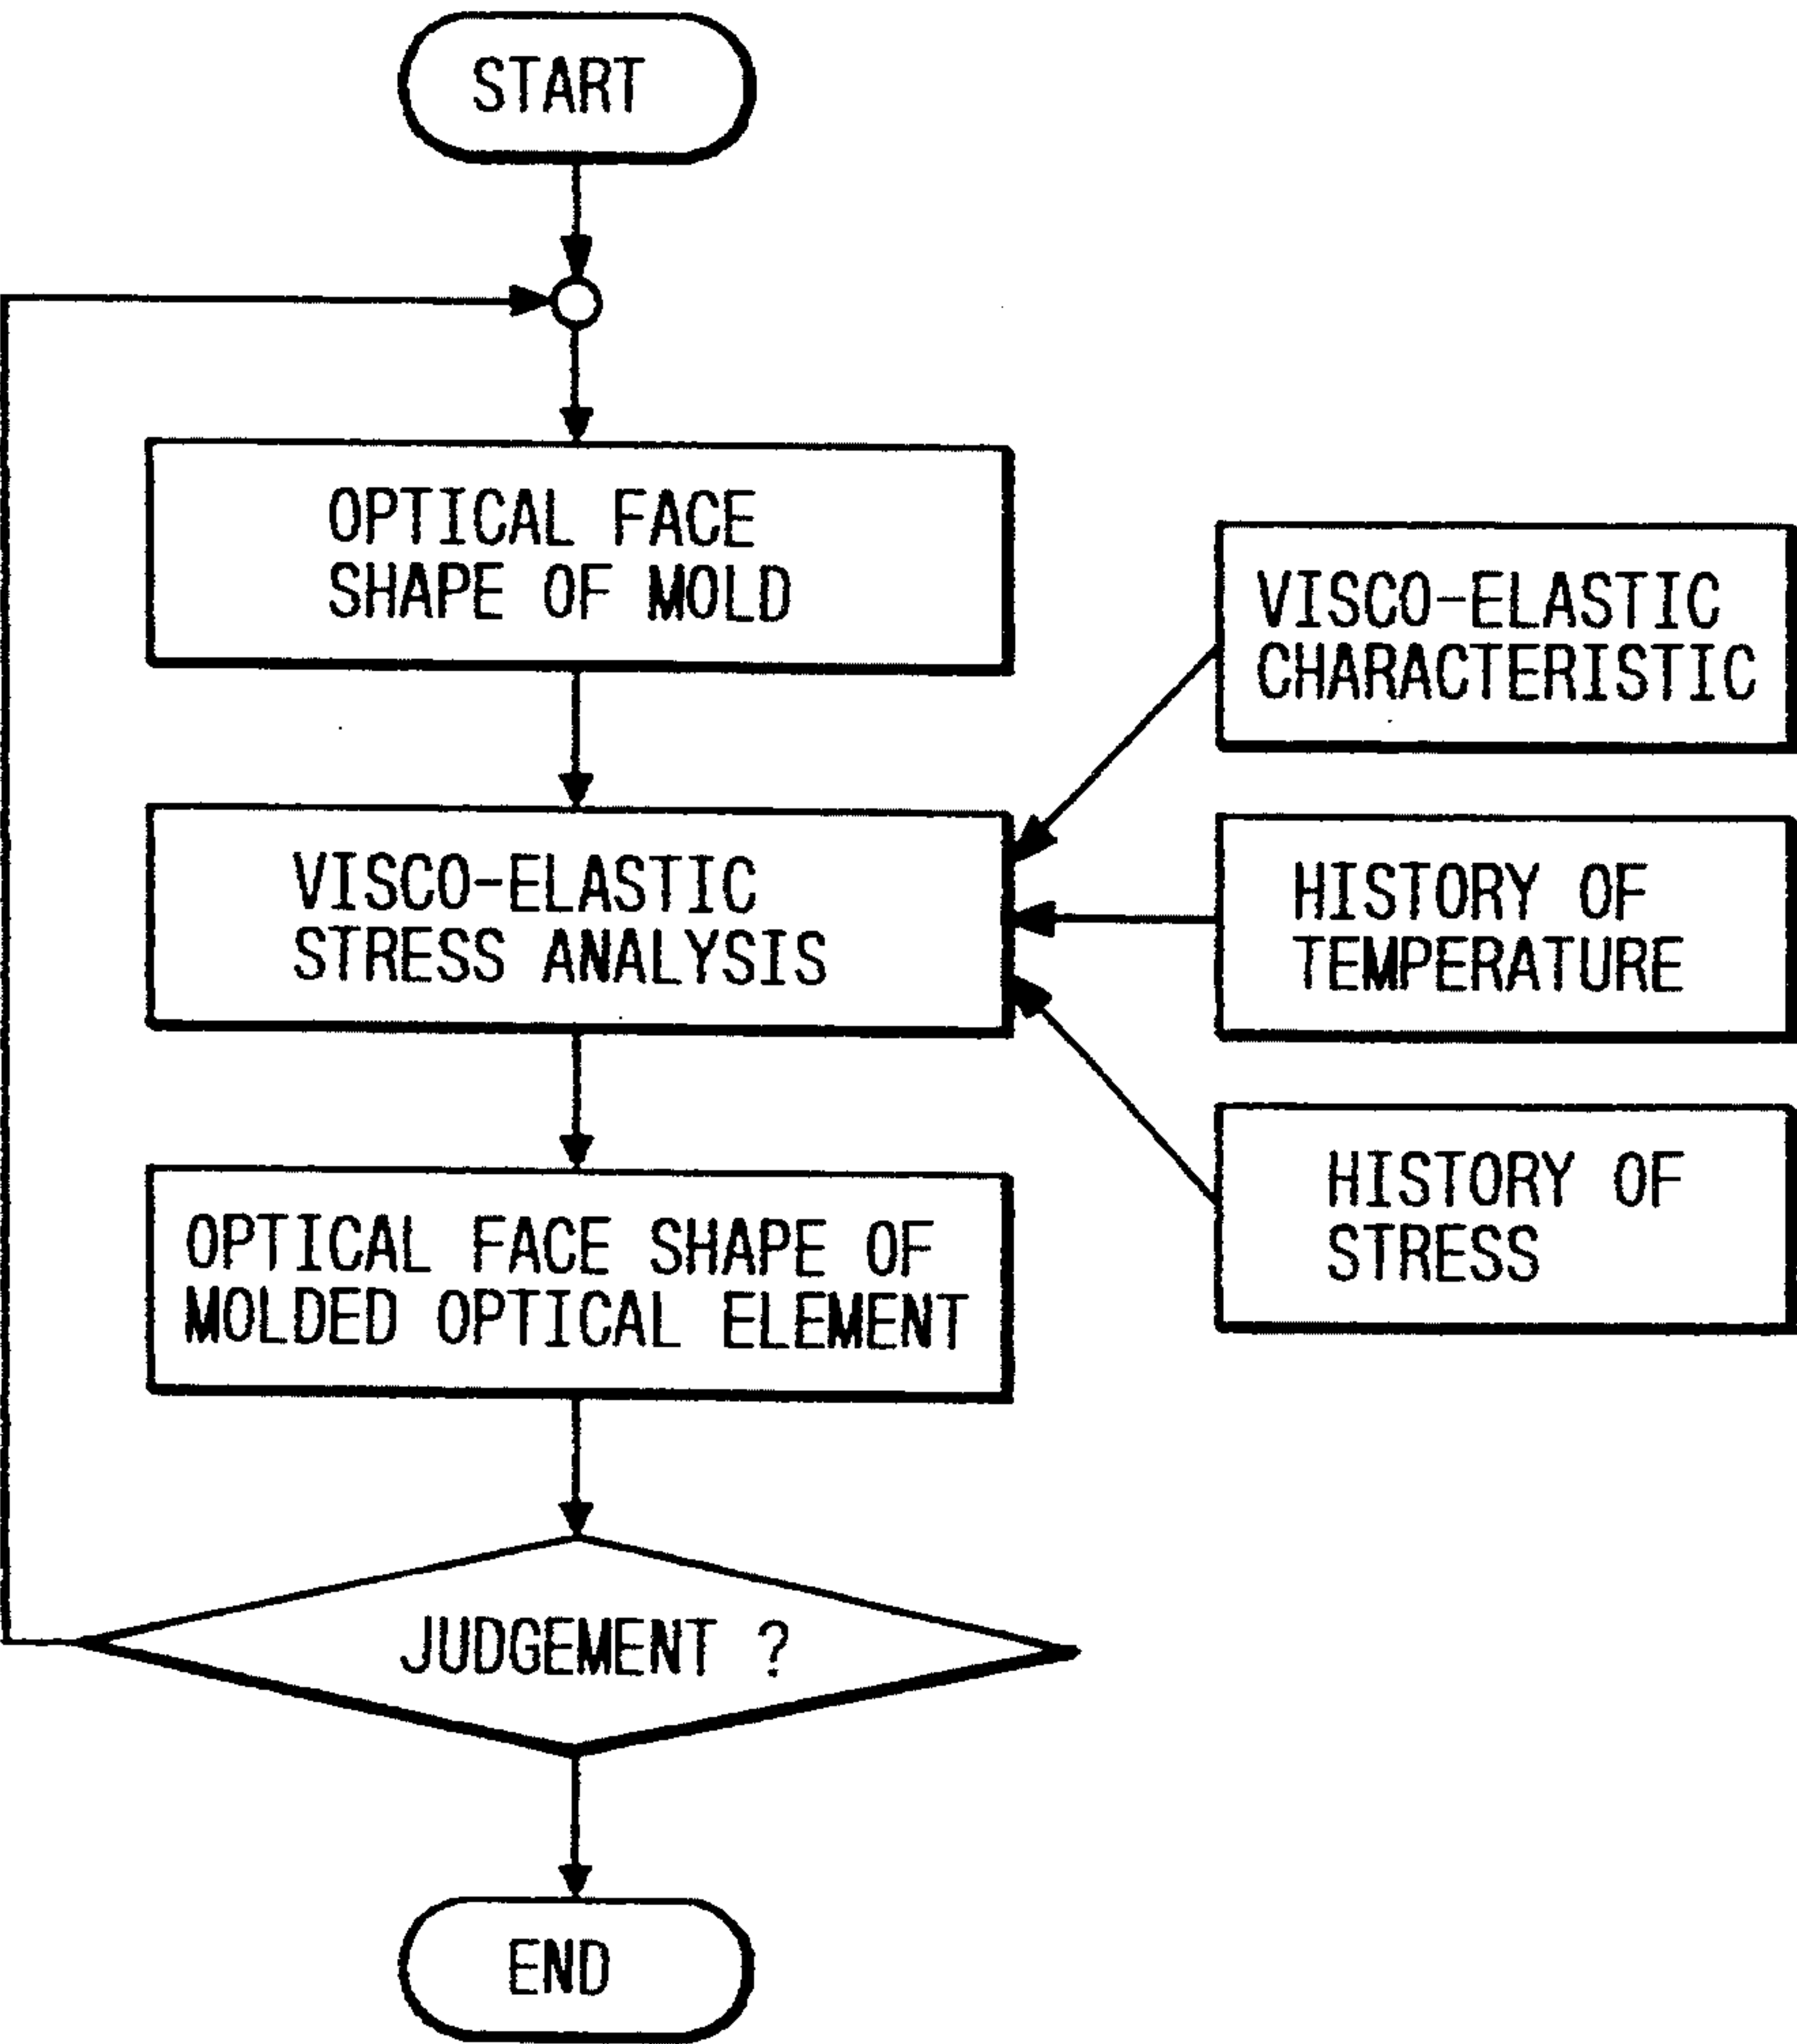 START
OPTICAL FACE
SHAPE OF MOLD
VISCO-ELASTIC
CHARACTERISTIC
VISCO-ELASTIC
STRESS ANALYSIS
HISTORY OF
TEMPERATURE
HISTORY OF
STRESS
OPTICAL FACE SHAPE OF
MOLDED OPTICAL ELEMENT
JUDGEMENT ?
END